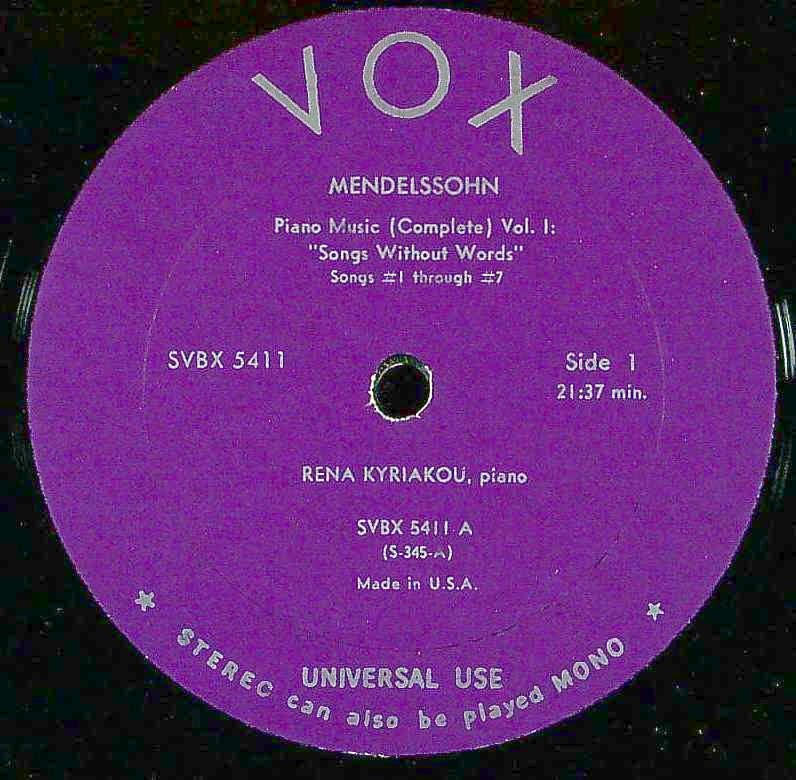 VOX
MENDELSSOHN
Piano Music (Complete) Vol. I:
"Songs Without Words"
Songs #1 through #7
SVBX 5411
Side 1
21:37 min.
RENA KYRIAKOU, piano
SVBX 5411 A
(S-345-A)
Made in U.S.A.
UNIVERSAL USE
STEREO can also be played MONO